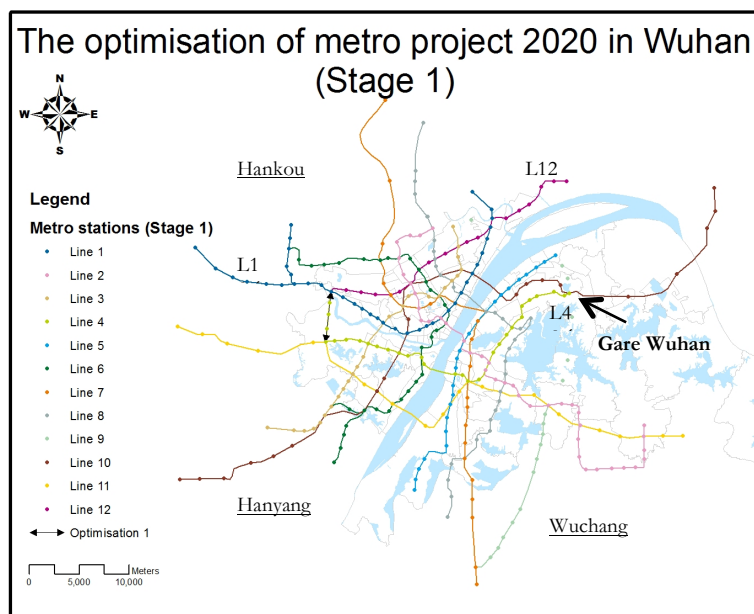 The optimisation of metro project 2020 in Wuhan
(Stage 1)
N
W E
S
Hankou
L12
Legend
Metro stations (Stage 1)
Line 1
Line 2
Line 3
Line 4
Line 5
Line 6
Line 7
Line 8
Line 9
Line 10
Line 11
Line 12
Optimisation 1
L1
L4
Gare Wuhan
Hanyang
Wuchang
Meters
0 5,000 10,000